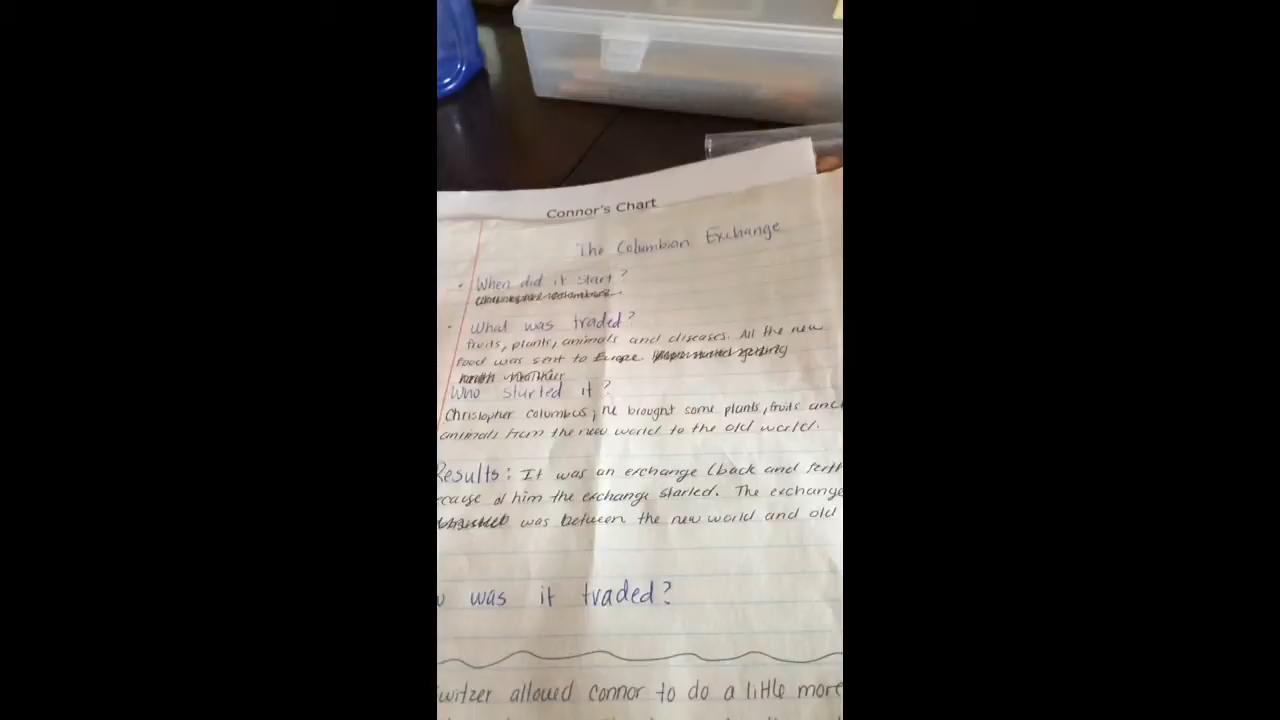 Connor's Chart
The Columbian Exchange
· When did it start?
· What was traded?
fruits, plants, animals and diseases. All the new
food was sent to Europe.
Who started it?
Christopher Columbus; he brought some plants, fruits and
animals from the new world to the old world.
Results: It was an exchange (back and forth
ecause of him the exchange started. The exchange
was between the new world and old
was it traded?
witzer allowed Connor to do a little more